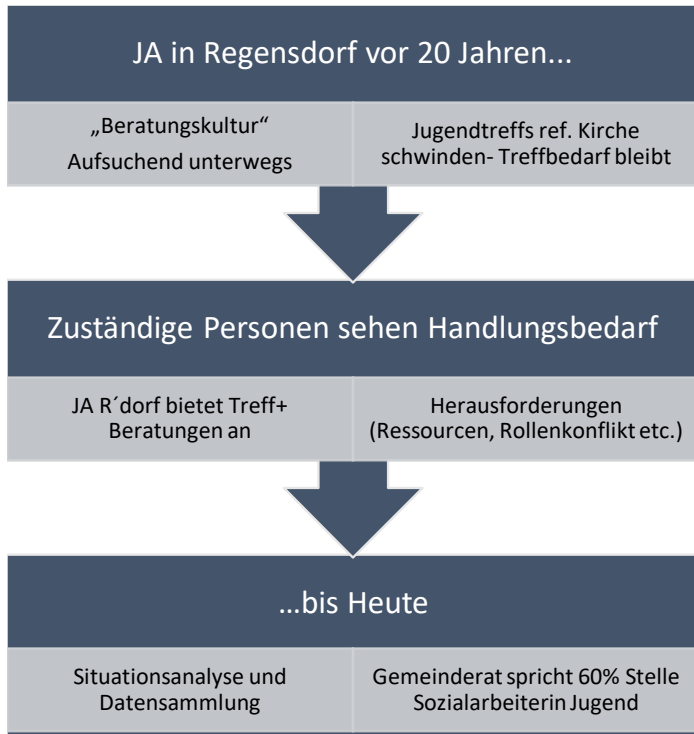 JA in Regensdorf vor 20 Jahren...
„Beratungskultur“
Aufsuchend unterwegs
Jugendtreffs ref. Kirche
schwinden- Treffbedarf bleibt
Zuständige Personen sehen Handlungsbedarf
JA R´dorf bietet Treff+
Beratungen an
Herausforderungen
(Ressourcen, Rollenkonflikt etc.)
...bis Heute
Situationsanalyse und
Datensammlung
Gemeinderat spricht 60% Stelle
Sozialarbeiterin Jugend